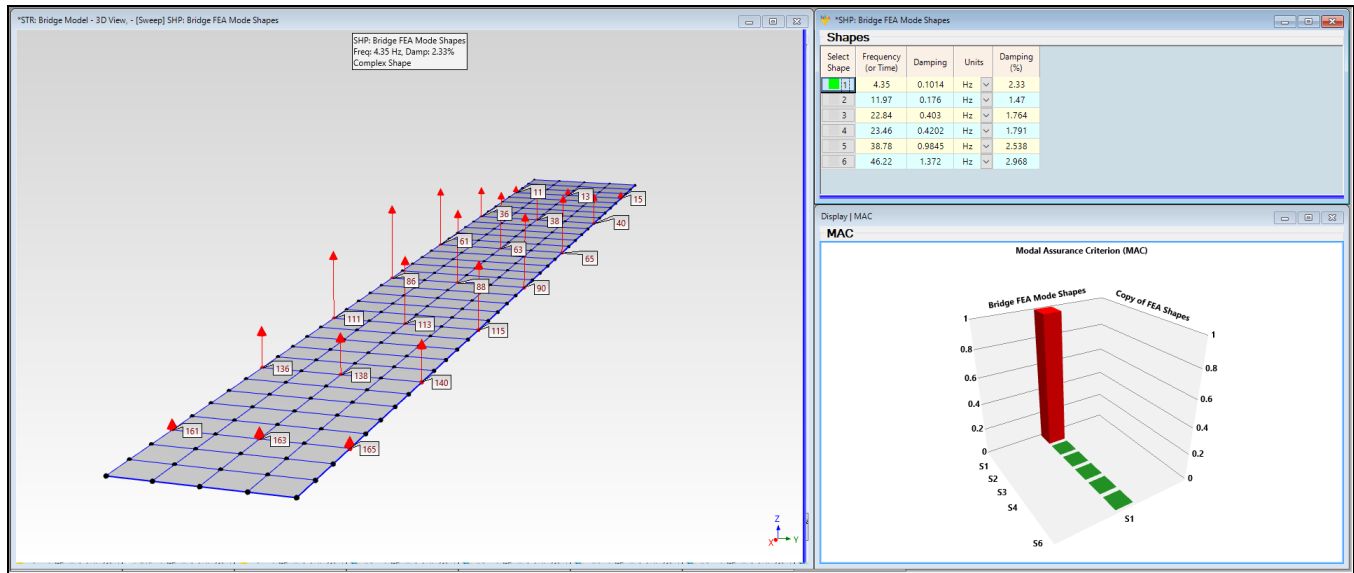 *STR: Bridge Model - 3D View, - [Sweep] SHP: Bridge FEA Mode Shapes
SHP: Bridge FEA Mode Shapes
Freq: 4.35 Hz, Damp: 2.33%
Complex Shape
11
13
15
36
38
40
61
63
65
86
88
90
111
113
115
136
138
140
161
163
165
Z
X
Y
*SHP: Bridge FEA Mode Shapes
Shapes
Select Shape Frequency (or Time) Damping Units Damping (%)
1 4.35 0.1014 Hz 2.33
2 11.97 0.176 Hz 1.47
3 22.84 0.403 Hz 1.764
4 23.46 0.4202 Hz 1.791
5 38.78 0.9845 Hz 2.538
6 46.22 1.372 Hz 2.968
Display | MAC
MAC
Modal Assurance Criterion (MAC)
Bridge FEA Mode Shapes
Copy of FEA Shapes
1
0.8
0.6
0.4
0.2
0
1
0.8
0.6
0.4
0.2
0
S1
S2
S3
S4
S6
S1